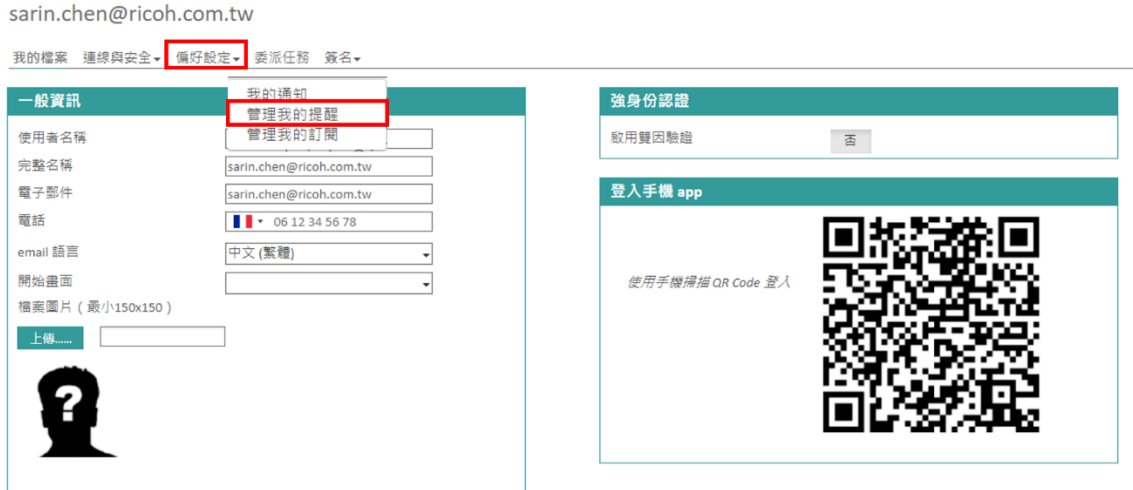 sarin.chen@ricoh.com.tw
我的檔案 連線與安全 偏好設定 委派任務 簽名
我的通知
管理我的提醒
管理我的訂閱
一般資訊
使用者名稱
完整名稱 sarin.chen@ricoh.com.tw
電子郵件 sarin.chen@ricoh.com.tw
電話 06 12 34 56 78
email 語言 中文 (繁體)
開始畫面
檔案圖片（最小150x150）
上傳......
?
強身份認證
啟用雙因驗證 否
登入手機 app
使用手機掃描 QR Code 登入